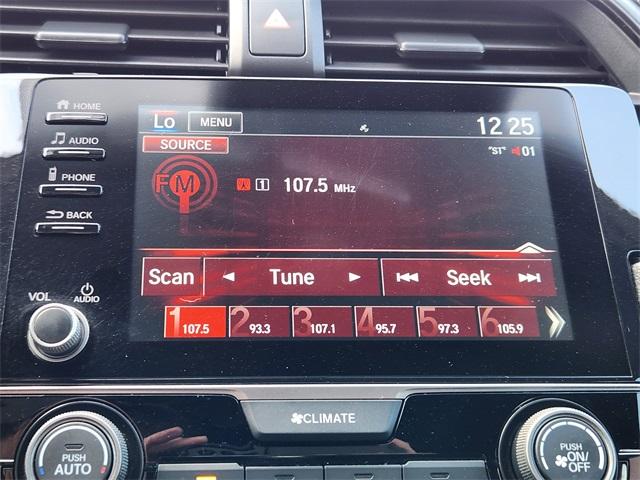 HOME
AUDIO
PHONE
BACK
VOL
AUDIO
Lo MENU 12 25
SOURCE "ST" 01
FM 1 107.5 MHz
Scan Tune Seek
1 107.5 2 93.3 3 107.1 4 95.7 5 97.3 6 105.9
CLIMATE
PUSH
AUTO
PUSH
ON/OFF